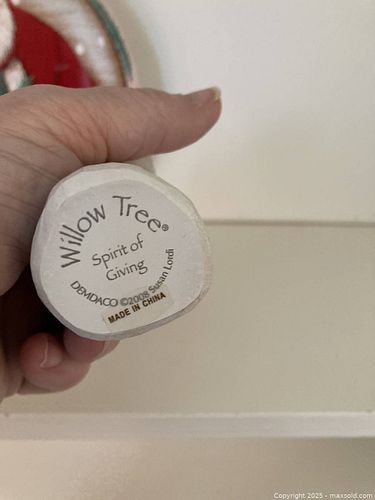 Willow Tree®
Spirit of
Giving
DEMDACO ©2008 Susan Lordi
MADE IN CHINA
Copyright 2025 - maxsold.com